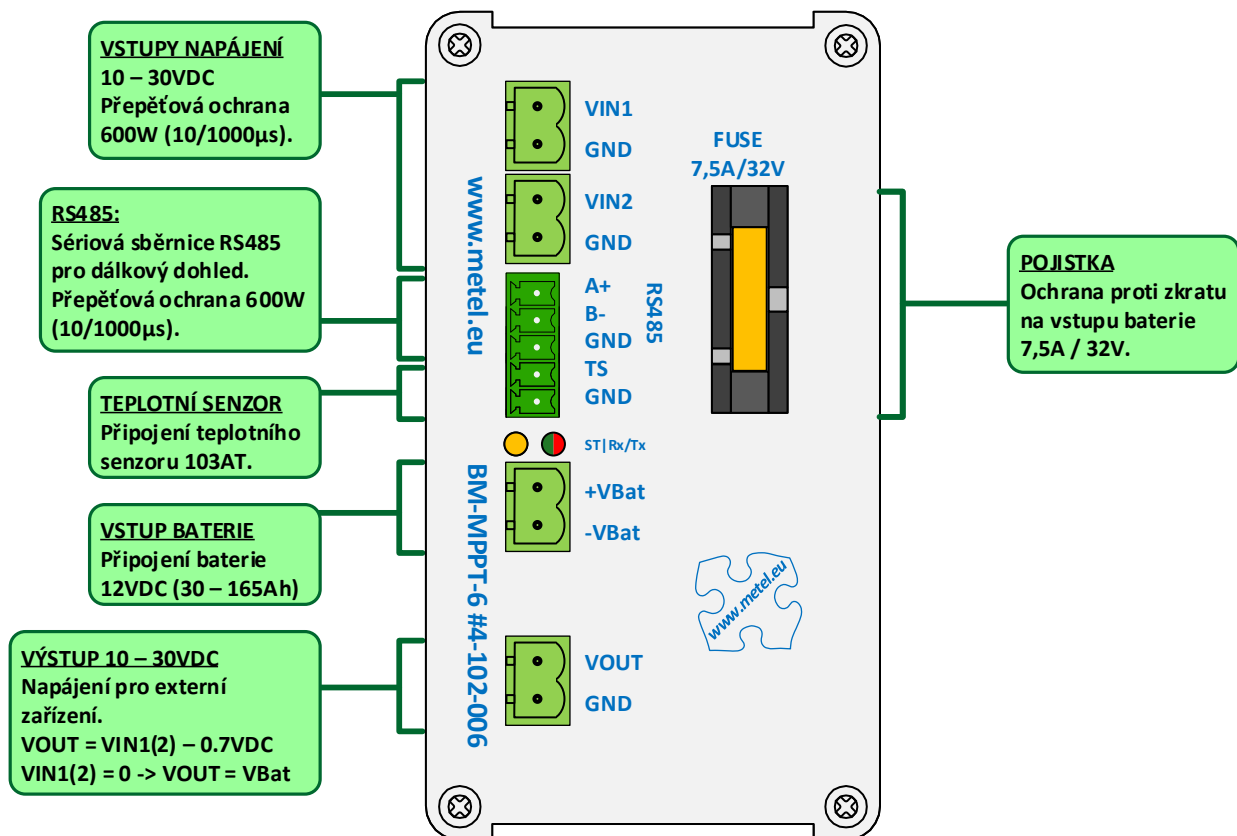 VSTUPY NAPÁJENÍ
10 – 30VDC
Přepěťová ochrana
600W (10/1000µs).
RS485:
Sériová sběrnice RS485
pro dálkový dohled.
Přepěťová ochrana 600W
(10/1000µs).
TEPLOTNÍ SENZOR
Připojení teplotního
senzoru 103AT.
VSTUP BATERIE
Připojení baterie
12VDC (30 – 165Ah)
VÝSTUP 10 – 30VDC
Napájení pro externí
zařízení.
VOUT = VIN1(2) – 0.7VDC
VIN1(2) = 0 -> VOUT = VBat
www.metel.eu
BM-MPPT-6 #4-102-006
VIN1
GND
VIN2
GND
A+
B-
GND
TS
GND
RS485
ST|Rx/Tx
+VBat
-VBat
VOUT
GND
FUSE
7,5A/32V
www.metel.eu
POJISTKA
Ochrana proti zkratu
na vstupu baterie
7,5A / 32V.